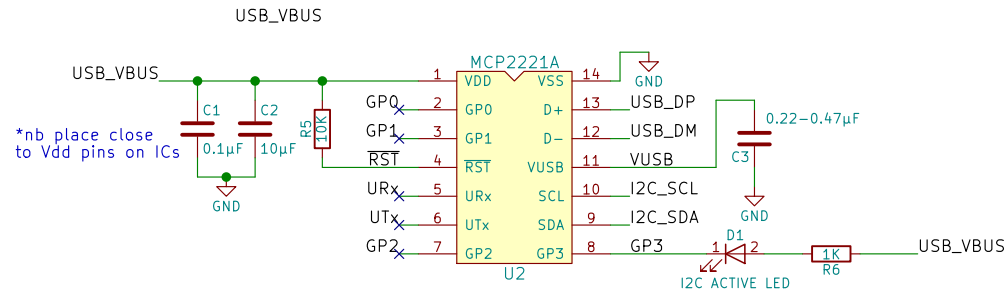 USB_VBUS
MCP2221A
USB_VBUS
1 VDD VSS 14
GND
C1 C2
GP0 2 GP0 D+ 13 USB_DP
0.22-0.47µF
R5 10K
*nb place close
to Vdd pins on ICs
GP1 3 GP1 D- 12 USB_DM
0.1µF 10µF
C3
RST 4 RST VUSB 11 VUSB
URx 5 URx SCL 10 I2C_SCL
GND
GND
UTx 6 UTx SDA 9 I2C_SDA
D1
GP2 7 GP2 GP3 8 GP3 1 2 1K USB_VBUS
U2
R6
I2C ACTIVE LED